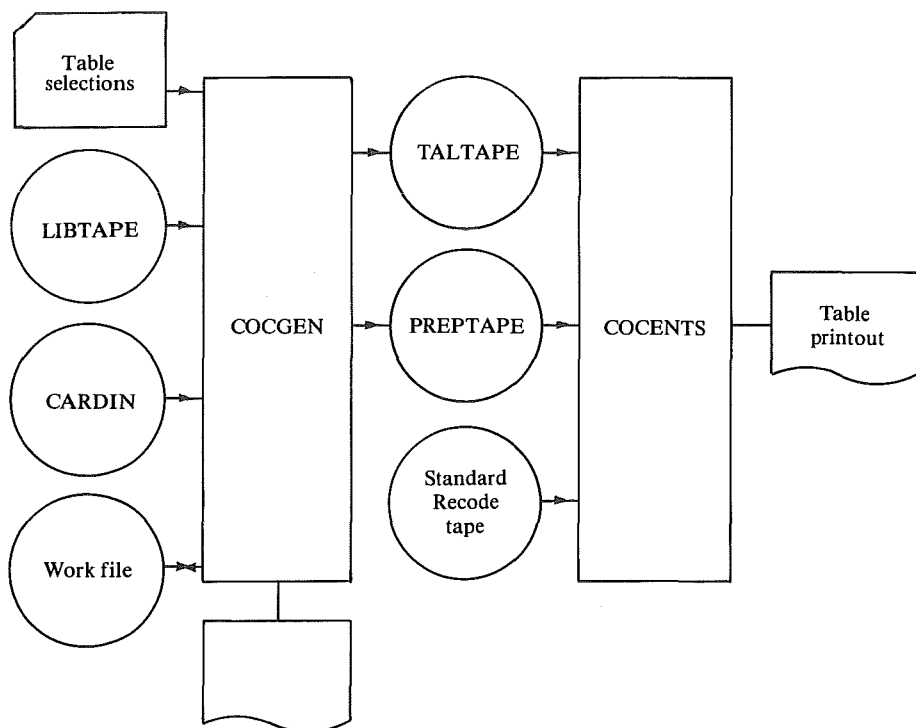 Table
selections
LIBTAPE
CARDIN
Work file
COCGEN
TALTAPE
PREPTAPE
Standard
Recode
tape
COCENTS
Table
printout